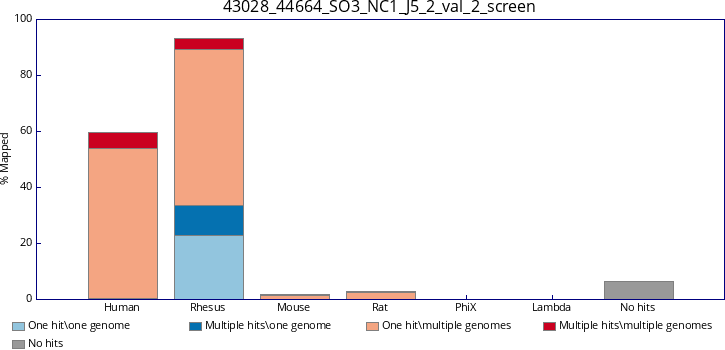 43028_44664_SO3_NC1_J5_2_val_2_screen
% Mapped
100
80
60
40
20
0
Human Rhesus Mouse Rat PhiX Lambda No hits
One hit\one genome Multiple hits\one genome One hit\multiple genomes Multiple hits\multiple genomes
No hits